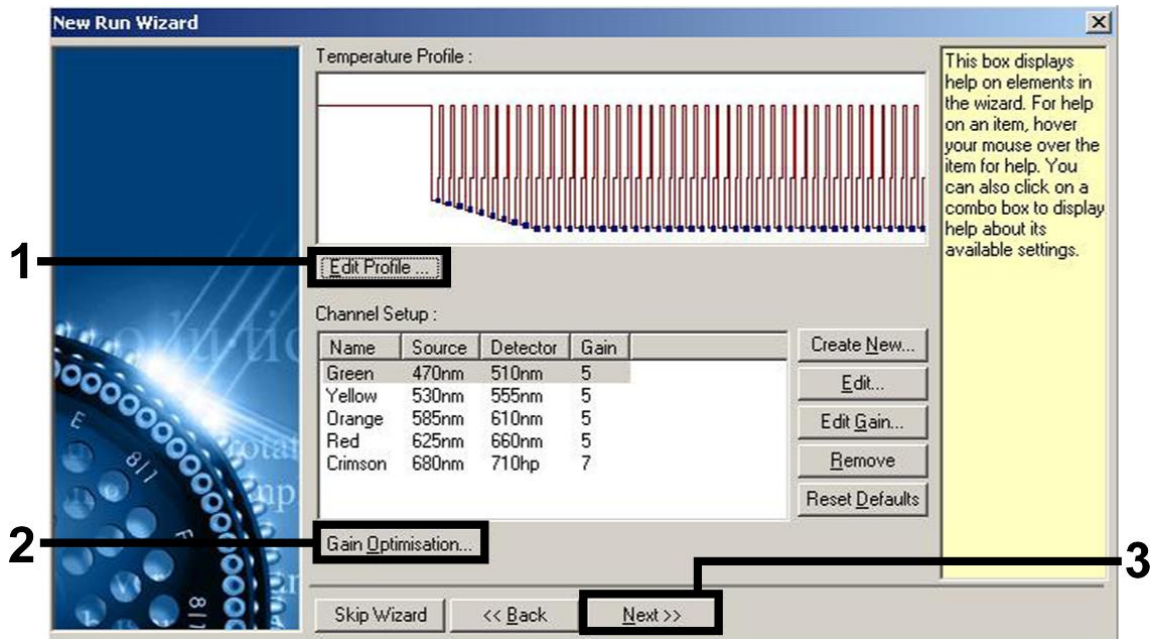 New Run Wizard
Temperature Profile :
1
Edit Profile ...
Channel Setup :
Name Source Detector Gain
Green 470nm 510nm 5
Yellow 530nm 555nm 5
Orange 585nm 610nm 5
Red 625nm 660nm 5
Crimson 680nm 710hp 7
Create New...
Edit...
Edit Gain...
Remove
Reset Defaults
2
Gain Optimisation...
3
Skip Wizard
<< Back
Next >>
This box displays
help on elements in
the wizard. For help
on an item, hover
your mouse over the
item for help. You
can also click on a
combo box to display
help about its
available settings.
E
8|7
F
8|1